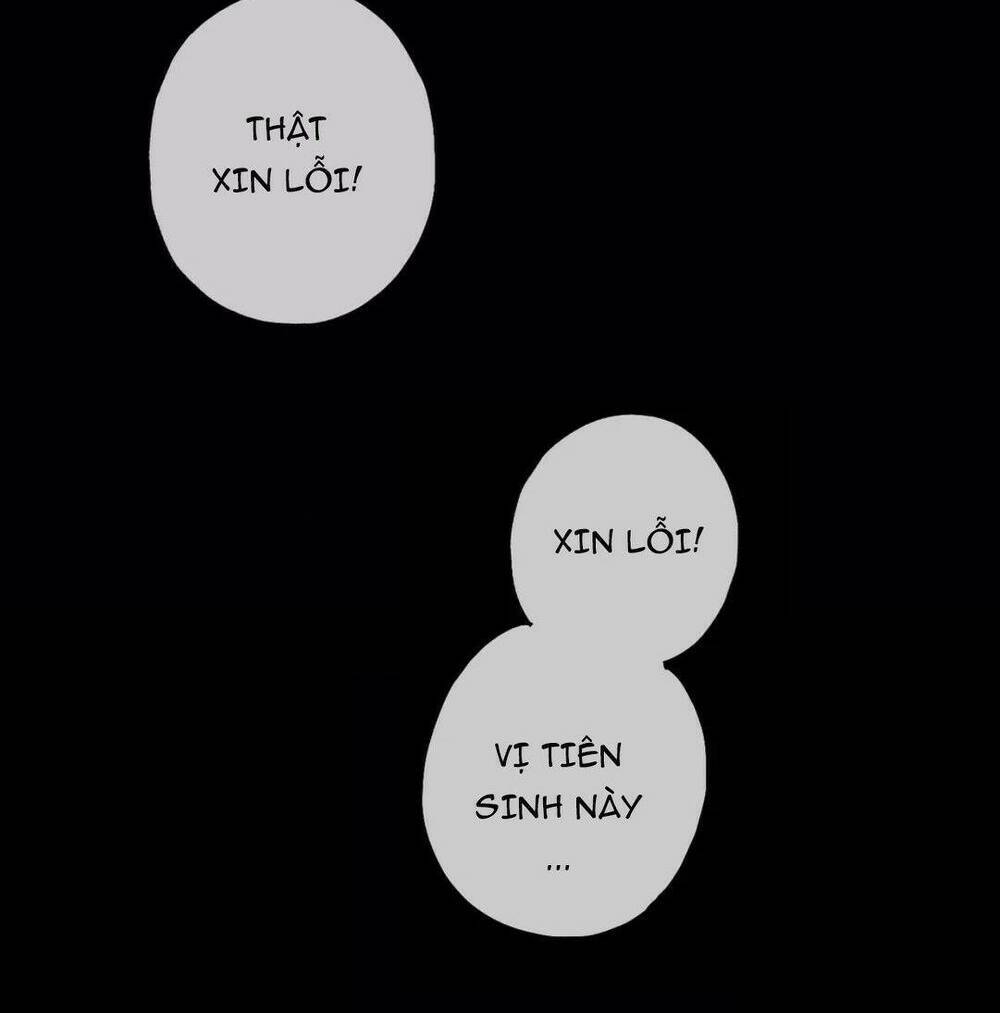 THẬT
XIN LỖI!
XIN LỖI!
VỊ TIÊN
SINH NÀY
...